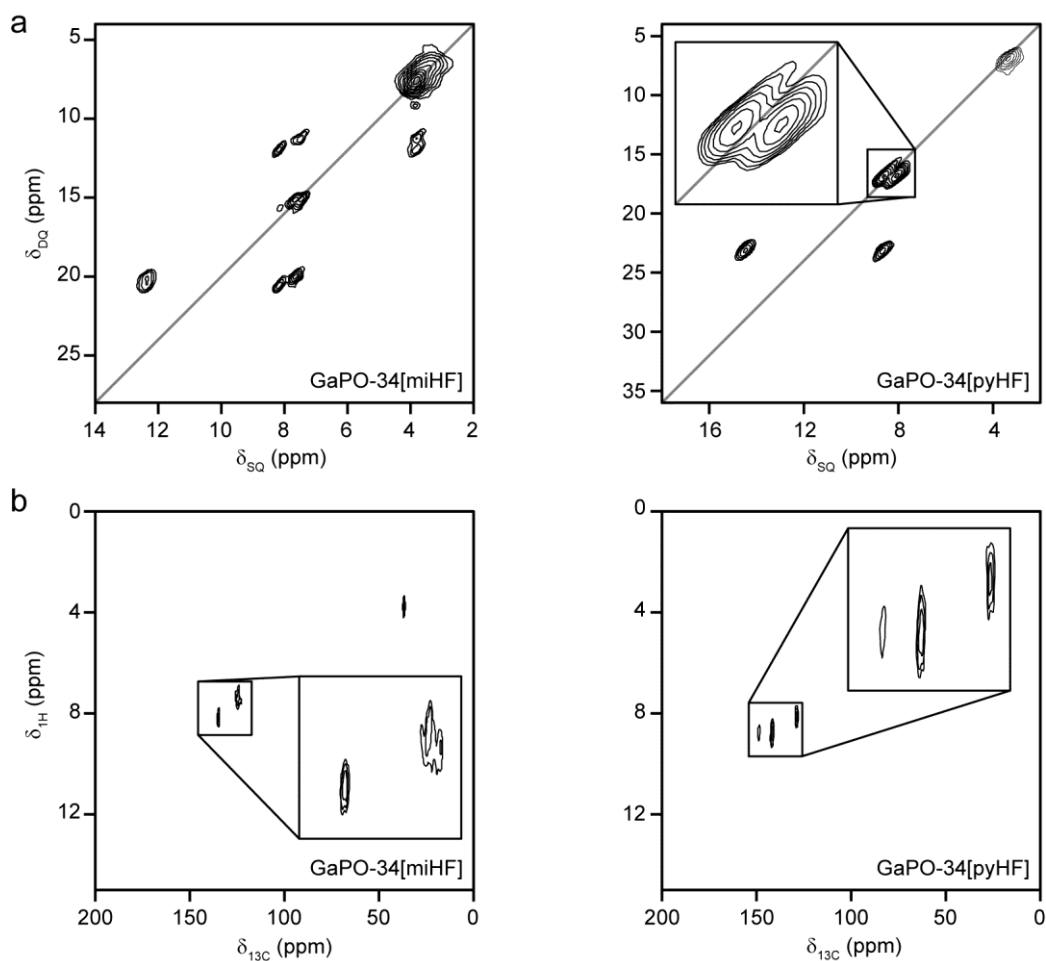 a
5
10
15
20
25
δDQ (ppm)
14 12 10 8 6 4 2
δSQ (ppm)
GaPO-34[miHF]
5
10
15
20
25
30
35
16 12 8 4
δSQ (ppm)
GaPO-34[pyHF]
b
0
4
8
12
δ1H (ppm)
200 150 100 50 0
δ13C (ppm)
GaPO-34[miHF]
0
4
8
12
200 150 100 50 0
δ13C (ppm)
GaPO-34[pyHF]